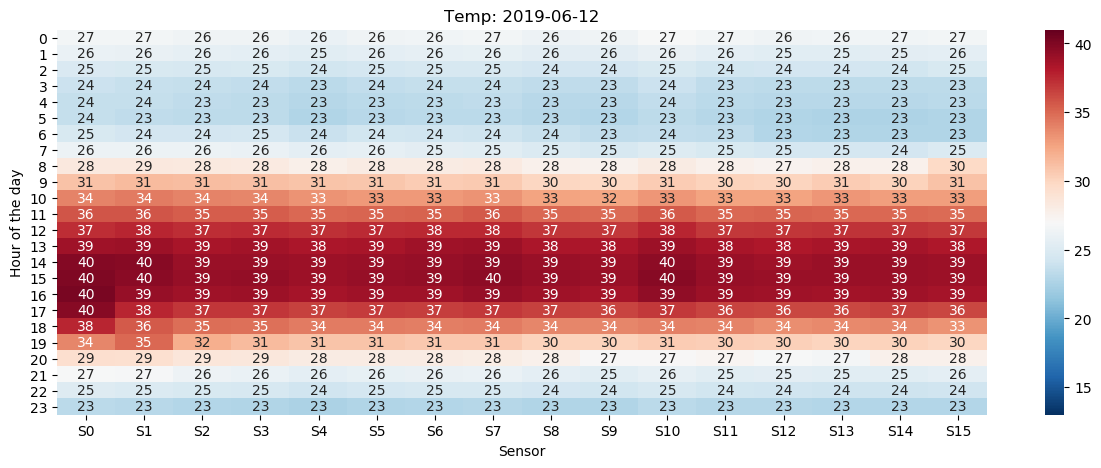 Temp: 2019-06-12
Hour of the day
0 27 27 26 26 26 26 26 27 26 26 27 27 26 26 27 27
1 26 26 26 26 25 26 26 26 26 26 26 26 25 25 25 26
2 25 25 25 25 24 25 25 25 24 24 25 24 24 24 24 25
3 24 24 24 24 23 24 24 24 23 23 24 23 23 23 23 23
4 24 24 23 23 23 23 23 23 23 23 23 23 23 23 23 23
5 24 23 23 23 23 23 23 23 23 23 23 23 23 23 23 23
6 25 24 24 25 24 24 24 24 24 23 24 23 23 23 23 23
7 26 26 26 26 26 26 25 25 25 25 25 25 25 25 24 25
8 28 29 28 28 28 28 28 28 28 28 28 28 27 28 28 30
9 31 31 31 31 31 31 31 31 30 30 31 30 30 31 30 31
10 34 34 34 34 33 33 33 33 33 32 33 33 33 33 33 33
11 36 36 35 35 35 35 35 36 35 35 36 35 35 35 35 35
12 37 38 37 37 37 37 38 38 37 37 38 37 37 37 37 37
13 39 39 39 39 38 39 39 39 38 38 39 38 38 39 39 38
14 40 40 39 39 39 39 39 39 39 39 40 39 39 39 39 39
15 40 40 39 39 39 39 39 40 39 39 40 39 39 39 39 39
16 40 39 39 39 39 39 39 39 39 39 39 39 39 39 39 39
17 40 38 37 37 37 37 37 37 37 36 37 36 36 36 37 36
18 38 36 35 35 34 34 34 34 34 34 34 34 34 34 34 33
19 34 35 32 31 31 31 31 31 30 30 31 30 30 30 30 30
20 29 29 29 29 28 28 28 28 28 27 27 27 27 27 28 28
21 27 27 26 26 26 26 26 26 26 25 26 25 25 25 25 26
22 25 25 25 25 24 25 25 25 24 24 25 24 24 24 24 24
23 23 23 23 23 23 23 23 23 23 23 23 23 23 23 23 23
S0 S1 S2 S3 S4 S5 S6 S7 S8 S9 S10 S11 S12 S13 S14 S15
Sensor
40
35
30
25
20
15